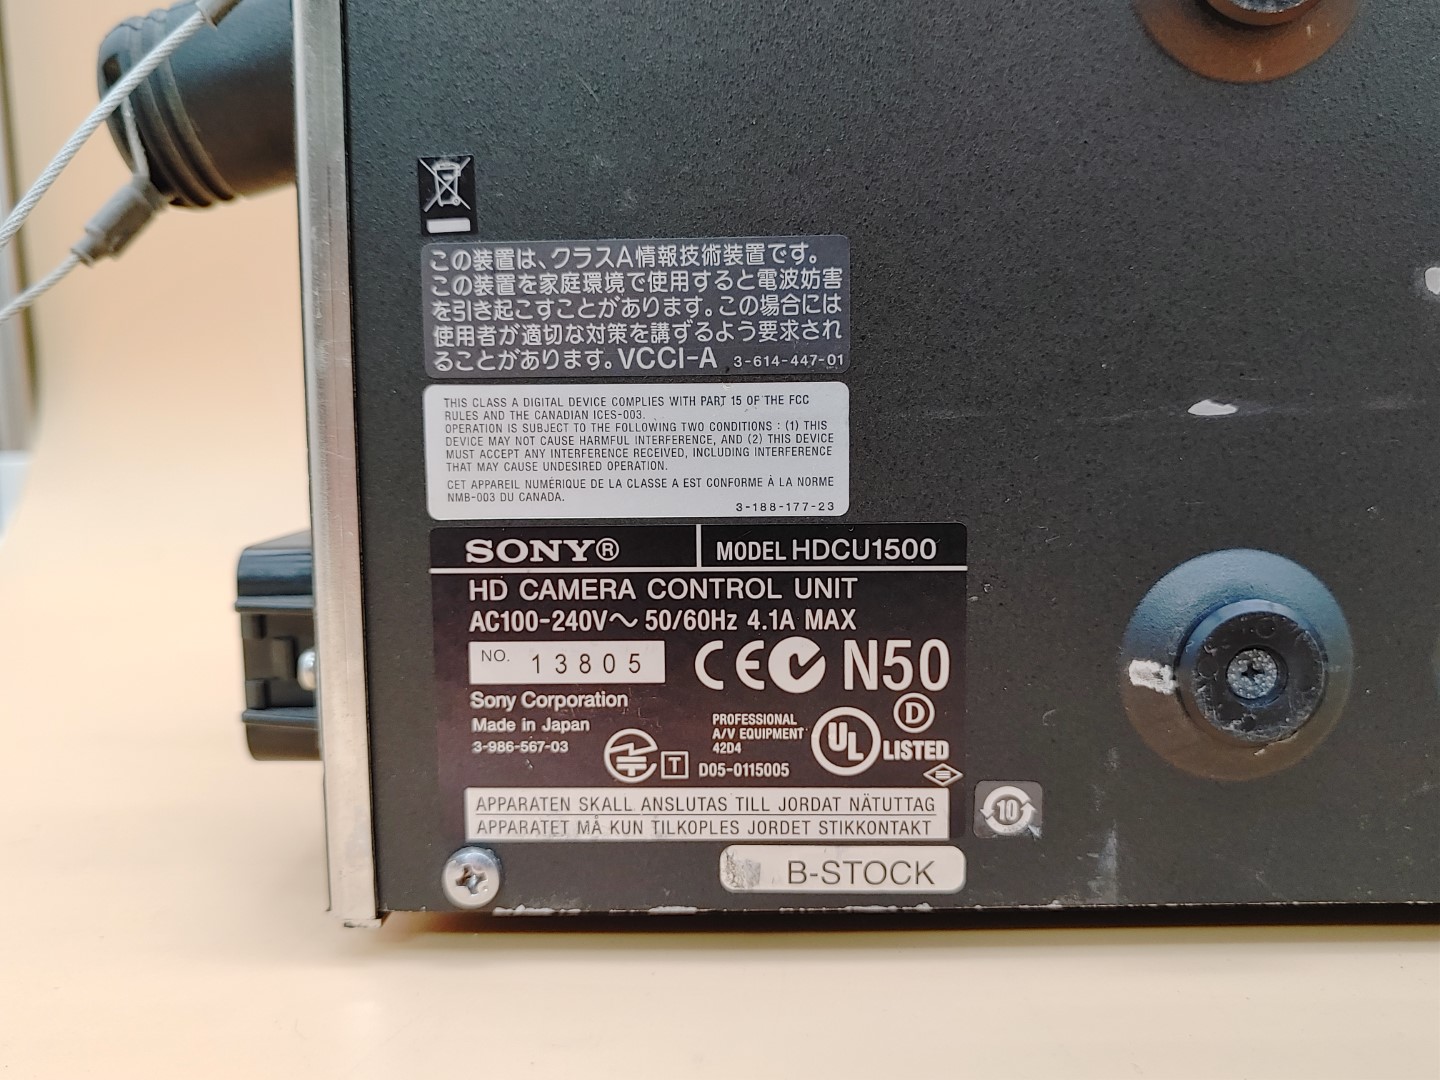 この装置は、クラスA情報技術装置です。
この装置を家庭環境で使用すると電波妨害
を引き起こすことがあります。この場合には
使用者が適切な対策を講ずるよう要求され
ることがあります。VCCI-A 3-614-447-01
THIS CLASS A DIGITAL DEVICE COMPLIES WITH PART 15 OF THE FCC
RULES AND THE CANADIAN ICES-003.
OPERATION IS SUBJECT TO THE FOLLOWING TWO CONDITIONS : (1) THIS
DEVICE MAY NOT CAUSE HARMFUL INTERFERENCE, AND (2) THIS DEVICE
MUST ACCEPT ANY INTERFERENCE RECEIVED, INCLUDING INTERFERENCE
THAT MAY CAUSE UNDESIRED OPERATION.
CET APPAREIL NUMÉRIQUE DE LA CLASSE A EST CONFORME À LA NORME
NMB-003 DU CANADA.
3-188-177-23
SONY® MODEL HDCU1500
HD CAMERA CONTROL UNIT
AC100-240V～ 50/60Hz 4.1A MAX
NO. 13805 CE N50
Sony Corporation
Made in Japan
3-986-567-03
PROFESSIONAL
A/V EQUIPMENT
42D4
UL D LISTED
T D05-0115005
APPARATEN SKALL ANSLUTAS TILL JORDAT NÄTUTTAG
APPARATET MÅ KUN TILKOPLES JORDET STIKKONTAKT
10
B-STOCK